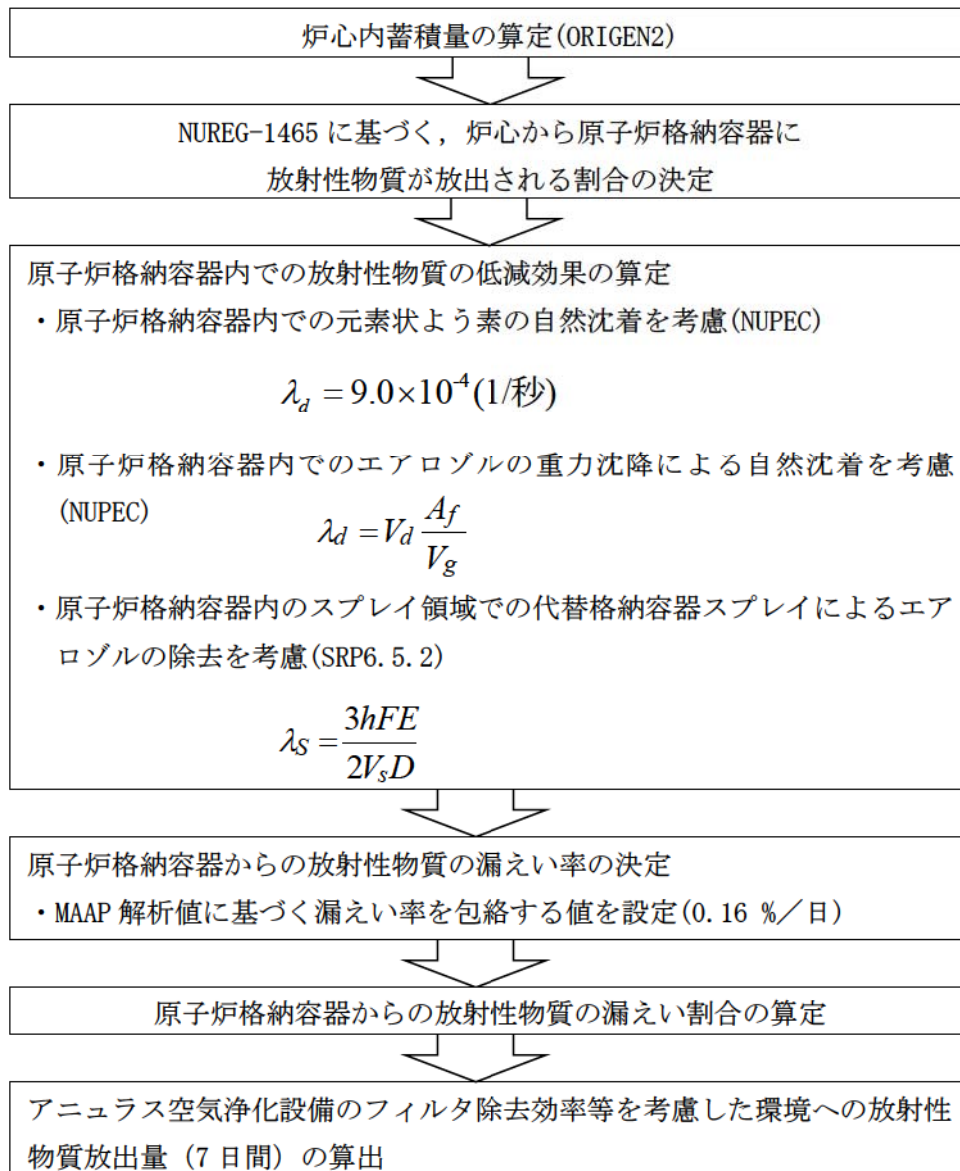 炉心内蓄積量の算定(ORIGEN2)
NUREG-1465 に基づく，炉心から原子炉格納容器に
放射性物質が放出される割合の決定
原子炉格納容器内での放射性物質の低減効果の算定
・原子炉格納容器内での元素状よう素の自然沈着を考慮(NUPEC)
λ_d = 9.0×10^-4 (1/秒)
・原子炉格納容器内でのエアロゾルの重力沈降による自然沈着を考慮
(NUPEC)
λ_d = V_d A_f / V_g
・原子炉格納容器内のスプレイ領域での代替格納容器スプレイによるエア
ロゾルの除去を考慮(SRP6.5.2)
λ_S = 3hFE / 2V_sD
原子炉格納容器からの放射性物質の漏えい率の決定
・MAAP 解析値に基づく漏えい率を包絡する値を設定(0.16 %／日)
原子炉格納容器からの放射性物質の漏えい割合の算定
アニュラス空気浄化設備のフィルタ除去効率等を考慮した環境への放射性
物質放出量（7 日間）の算出